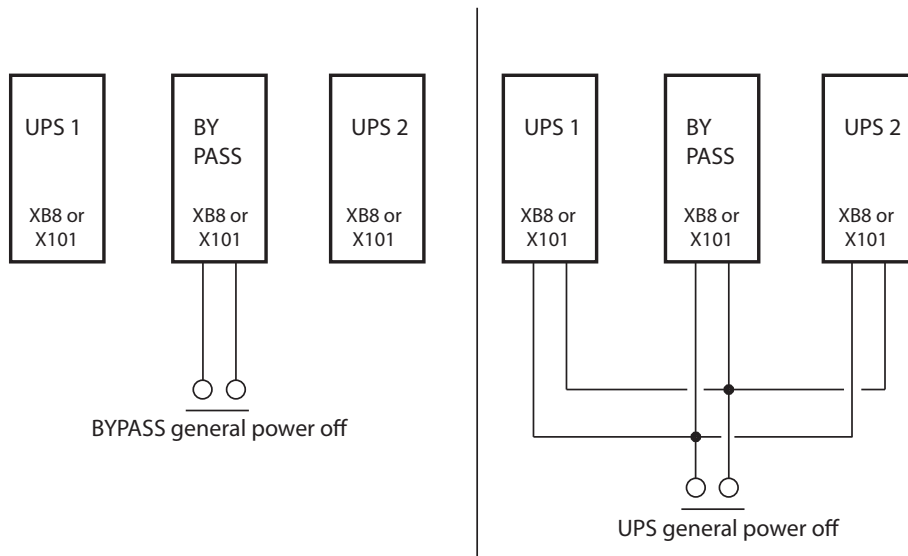 UPS 1
BY
PASS
UPS 2
XB8 or
X101
XB8 or
X101
XB8 or
X101
BYPASS general power off
UPS 1
BY
PASS
UPS 2
XB8 or
X101
XB8 or
X101
XB8 or
X101
UPS general power off